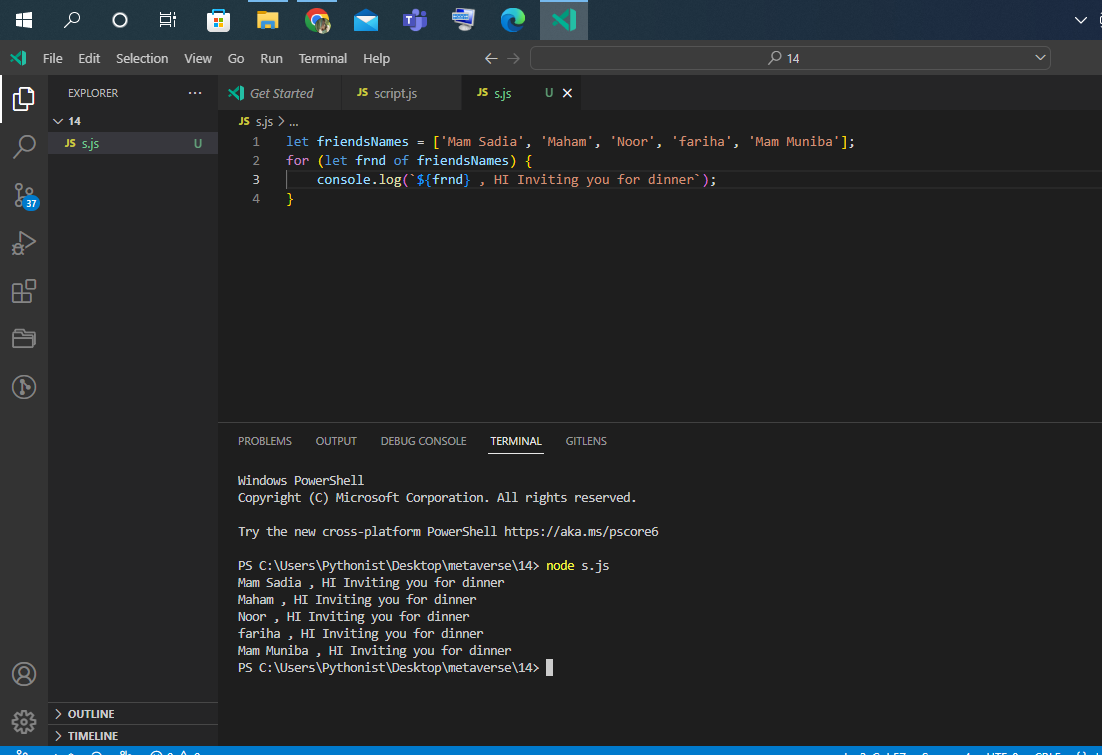 File Edit Selection View Go Run Terminal Help 14
EXPLORER ...
Get Started JS script.js JS s.js U
14
JS s.js U
37
JS s.js > ...
1 let friendsNames = ['Mam Sadia', 'Maham', 'Noor', 'fariha', 'Mam Muniba'];
2 for (let frnd of friendsNames) {
3 console.log(`${frnd} , HI Inviting you for dinner`);
4 }
PROBLEMS OUTPUT DEBUG CONSOLE TERMINAL GITLENS
Windows PowerShell
Copyright (C) Microsoft Corporation. All rights reserved.
Try the new cross-platform PowerShell https://aka.ms/pscore6
PS C:\Users\Pythonist\Desktop\metaverse\14> node s.js
Mam Sadia , HI Inviting you for dinner
Maham , HI Inviting you for dinner
Noor , HI Inviting you for dinner
fariha , HI Inviting you for dinner
Mam Muniba , HI Inviting you for dinner
PS C:\Users\Pythonist\Desktop\metaverse\14>
OUTLINE
TIMELINE